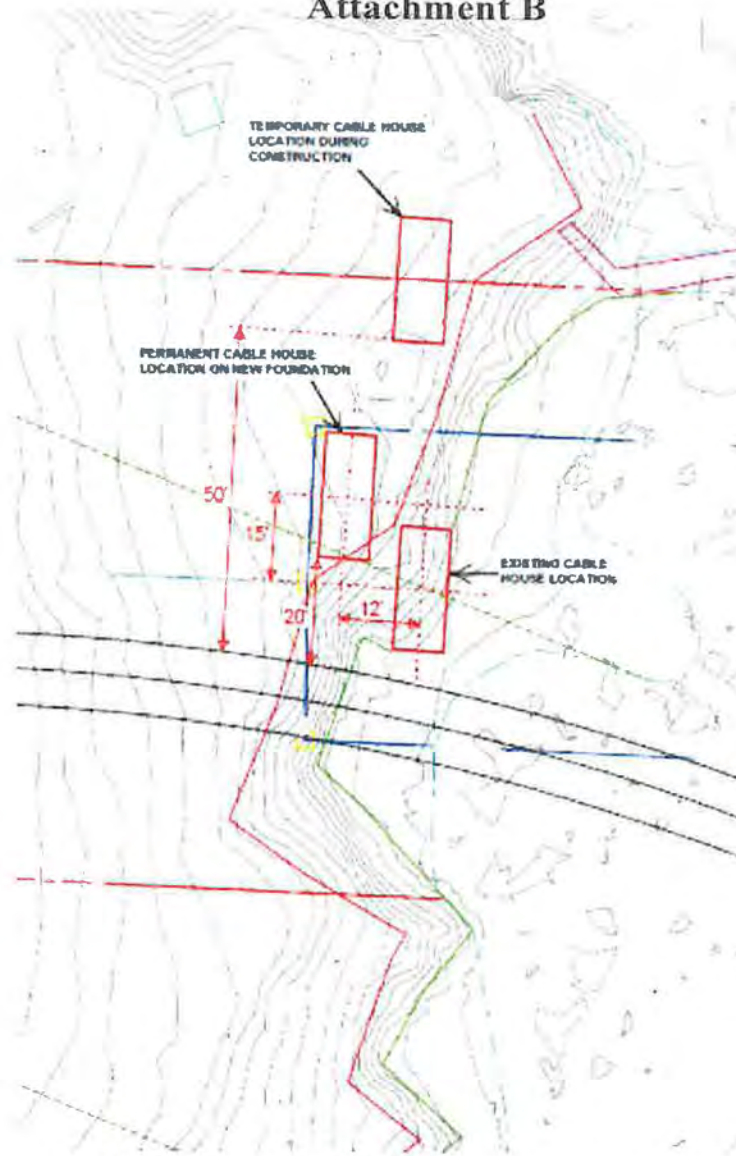 Attachment B
TEMPORARY CABLE HOUSE
LOCATION DURING
CONSTRUCTION
PERMANENT CABLE HOUSE
LOCATION ON NEW FOUNDATION
50'
15'
EXISTING CABLE
HOUSE LOCATION
20'
12'